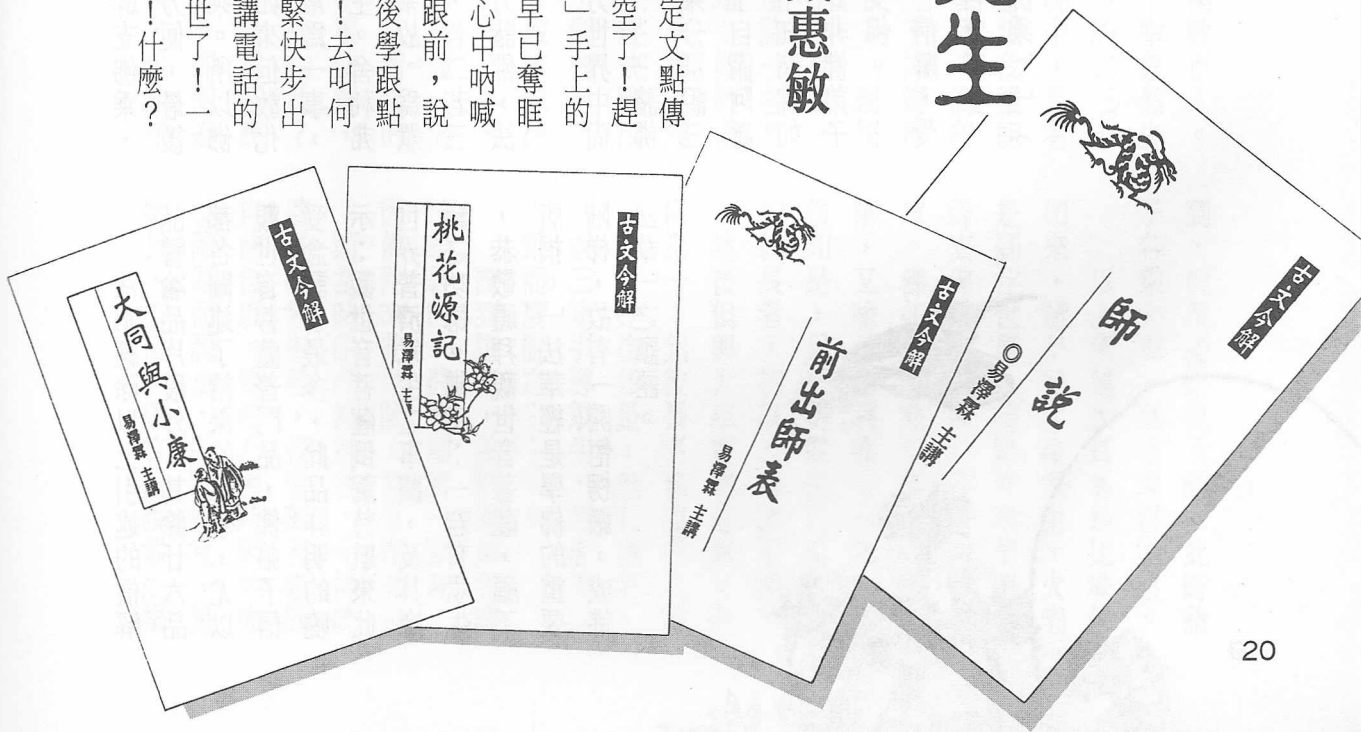 生
惠敏
定文點傳
空了！趕
」手上的
早已奪眶
心中吶喊
跟前，說
後學跟點
！去叫何
緊快步出
講電話的
世了！一
！什麼？
古文今解
師說
◎易澤霖 主講
古文今解
前出師表
易澤霖 主講
古文今解
桃花源記
易澤霖 主講
古文今解
大同與小康
易澤霖 主講
20